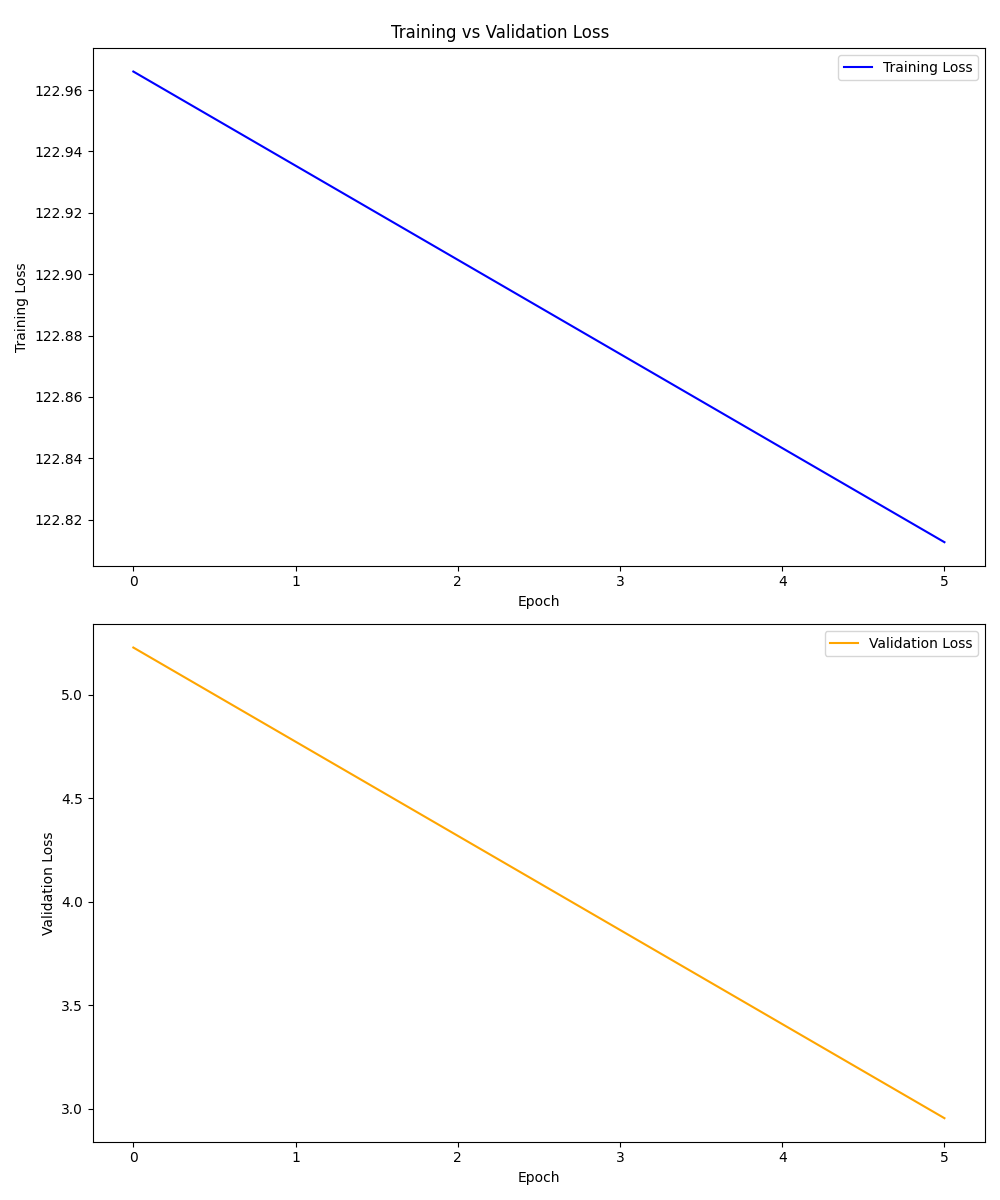 Training vs Validation Loss
Training Loss
122.96
122.94
122.92
122.90
122.88
122.86
122.84
122.82
Training Loss
0 1 2 3 4 5
Epoch
Validation Loss
5.0
4.5
4.0
3.5
3.0
Validation Loss
0 1 2 3 4 5
Epoch